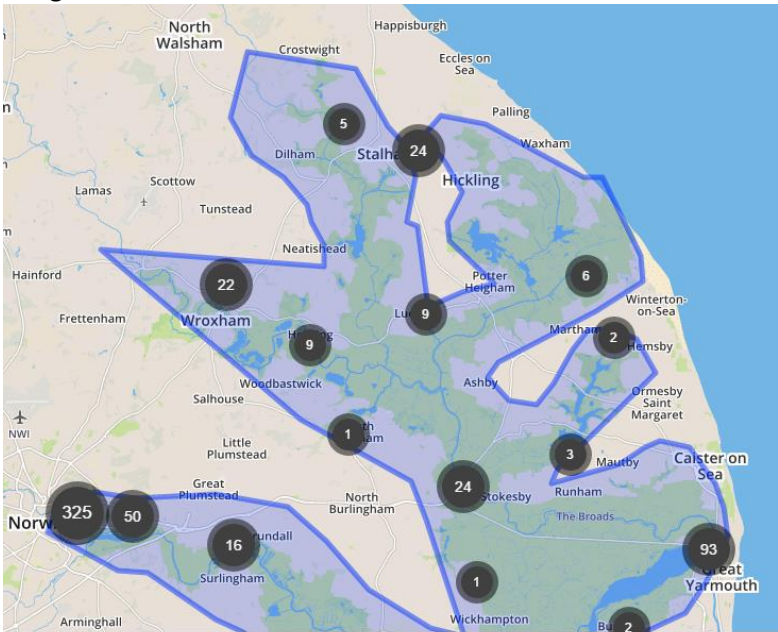 Happisburgh
North
Walsham
Crostwight
Eccles on
Sea
Palling
5
Waxham
Dilham
24
Hickling
Scottow
Lamas
Tunstead
Neatishead
Hainford
22
Potter
Heigham
6
Winterton-
on-Sea
Frettenham
Wroxham
9
9
Martham
2
Hemsby
Woodbastwick
Ashby
Salhouse
Ormesby
Saint
Margaret
NWI
1
Little
Plumstead
3
Mautby
Caister on
Sea
Great
Plumstead
24
Stokesby
Runham
North
Burlingham
325
50
The Broads
16
93
Surlingham
1
Great
Yarmouth
Wickhampton
Arminghall
2